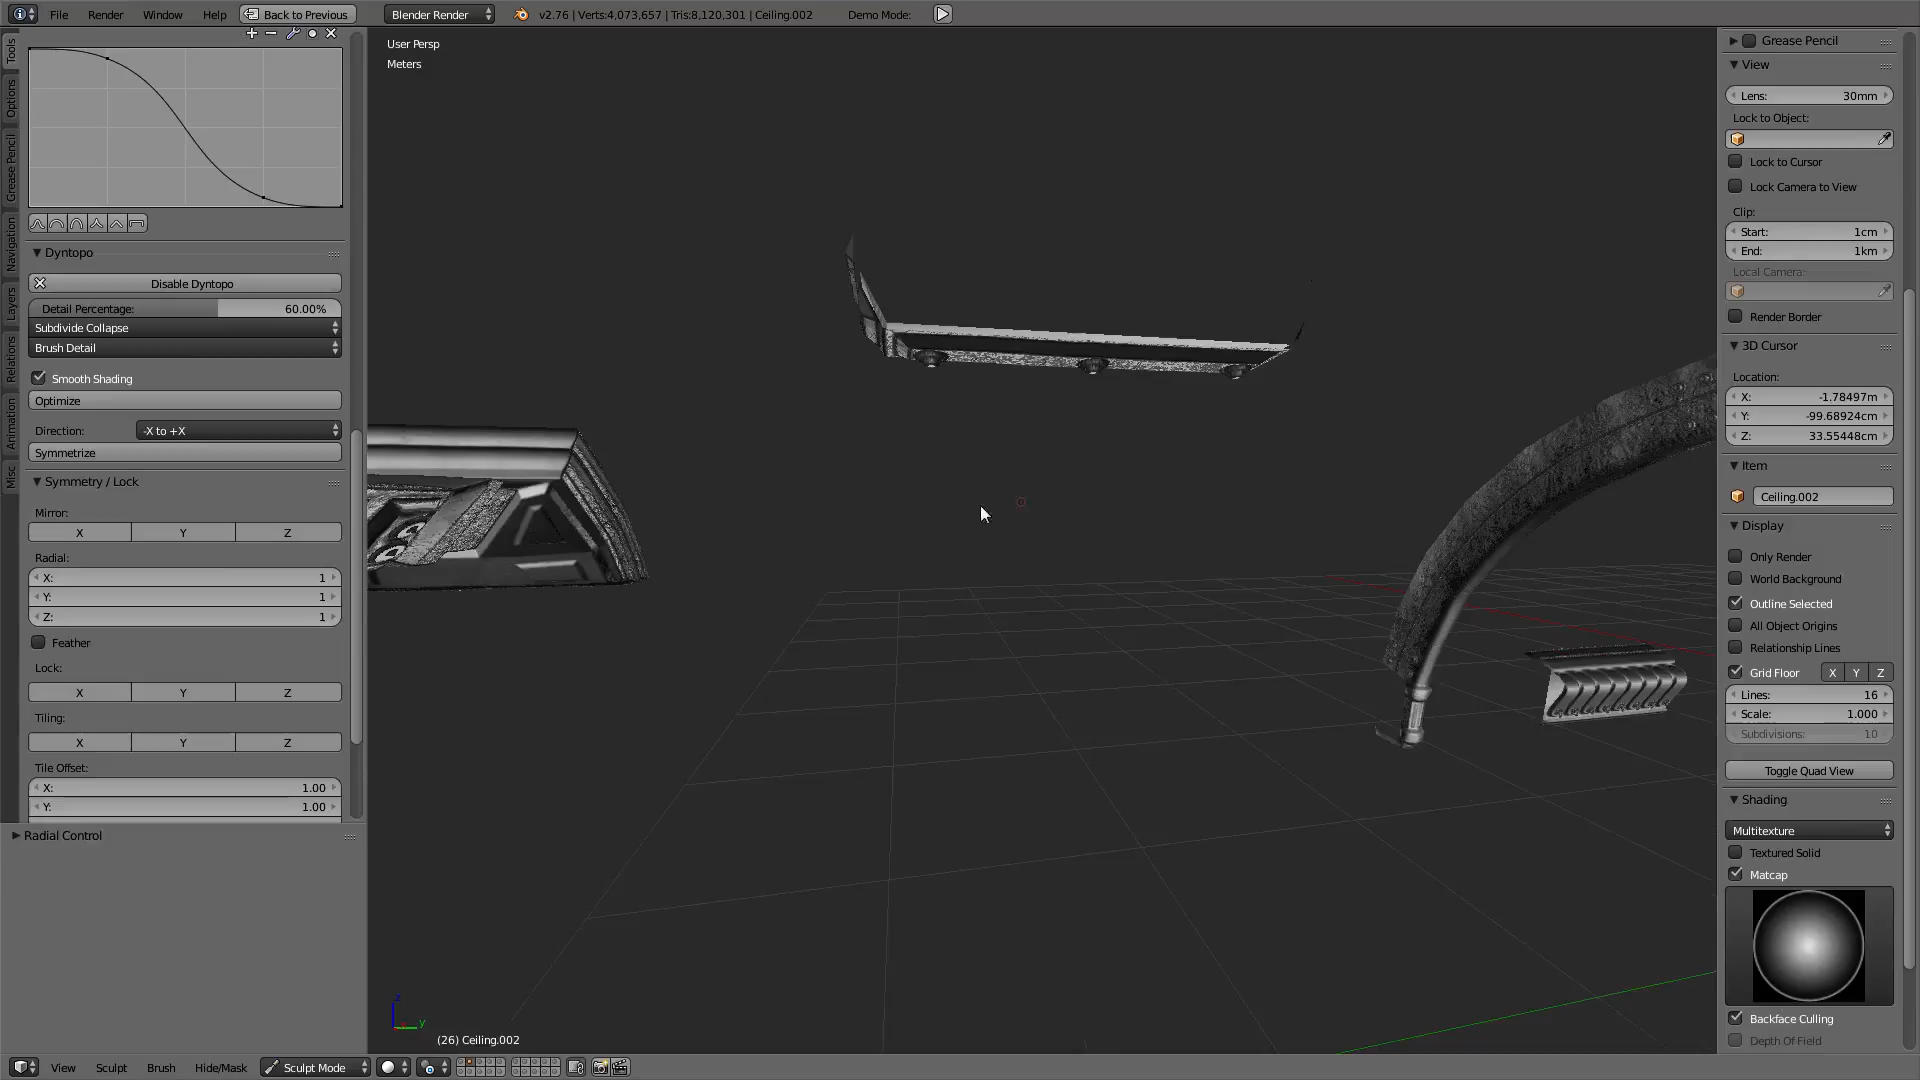 File Render Window Help Back to Previous Blender Render v2.76 | Verts:4,073,657 | Tris:8,120,301 | Ceiling.002 Demo Mode:
Tools
Options
Grease Pencil
Navigation
Layers
Relations
Animation
Misc
Dyntopo
Disable Dyntopo
Detail Percentage: 60.00%
Subdivide Collapse
Brush Detail
Smooth Shading
Optimize
Direction: -X to +X
Symmetrize
Symmetry / Lock
Mirror:
X Y Z
Radial:
X: 1
Y: 1
Z: 1
Feather
Lock:
X Y Z
Tiling:
X Y Z
Tile Offset:
X: 1.00
Y: 1.00
Radial Control
User Persp
Meters
z
y
(26) Ceiling.002
Grease Pencil
View
Lens: 30mm
Lock to Object:
Lock to Cursor
Lock Camera to View
Clip:
Start: 1cm
End: 1km
Local Camera:
Render Border
3D Cursor
Location:
X: -1.78497m
Y: -99.68924cm
Z: 33.55448cm
Item
Ceiling.002
Display
Only Render
World Background
Outline Selected
All Object Origins
Relationship Lines
Grid Floor X Y Z
Lines: 16
Scale: 1.000
Subdivisions: 10
Toggle Quad View
Shading
Multitexture
Textured Solid
Matcap
Backface Culling
Depth Of Field
View Sculpt Brush Hide/Mask Sculpt Mode